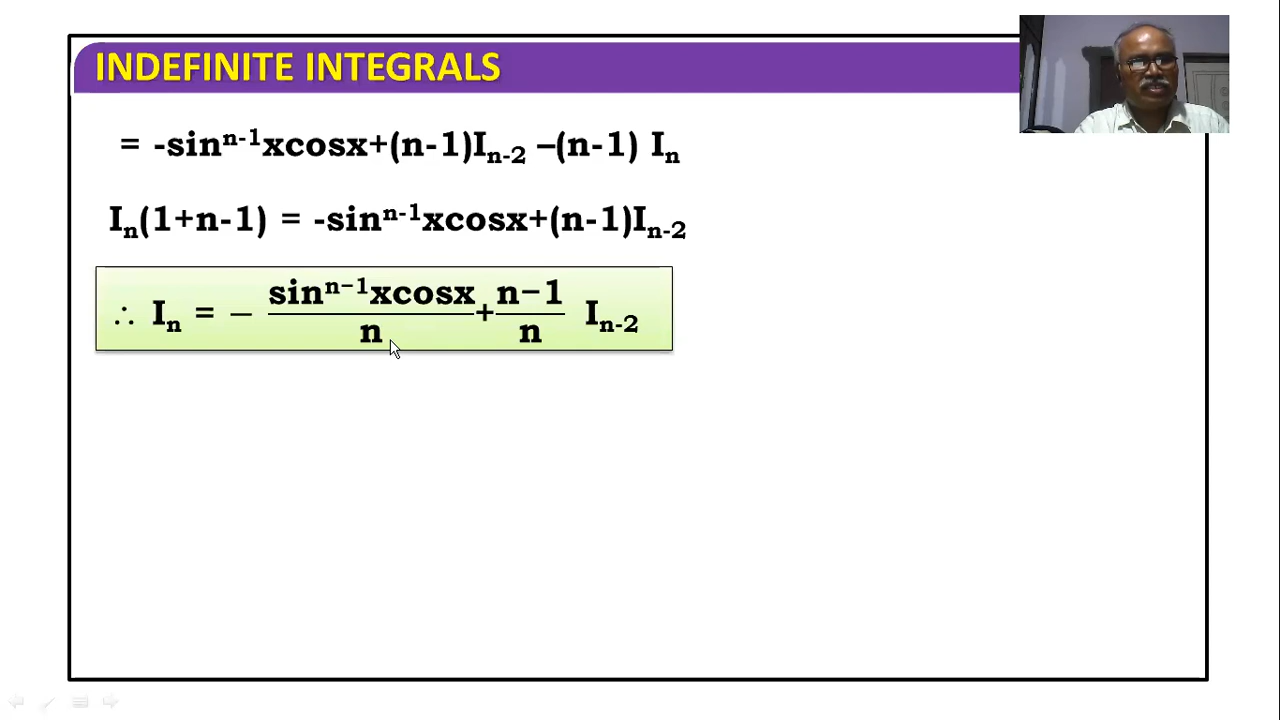 INDEFINITE INTEGRALS
= -sinⁿ⁻¹xcosx+(n-1)Iₙ₋₂ –(n-1) Iₙ
Iₙ(1+n-1) = -sinⁿ⁻¹xcosx+(n-1)Iₙ₋₂
∴ Iₙ = − sinⁿ⁻¹xcosx/n + n−1/n Iₙ₋₂